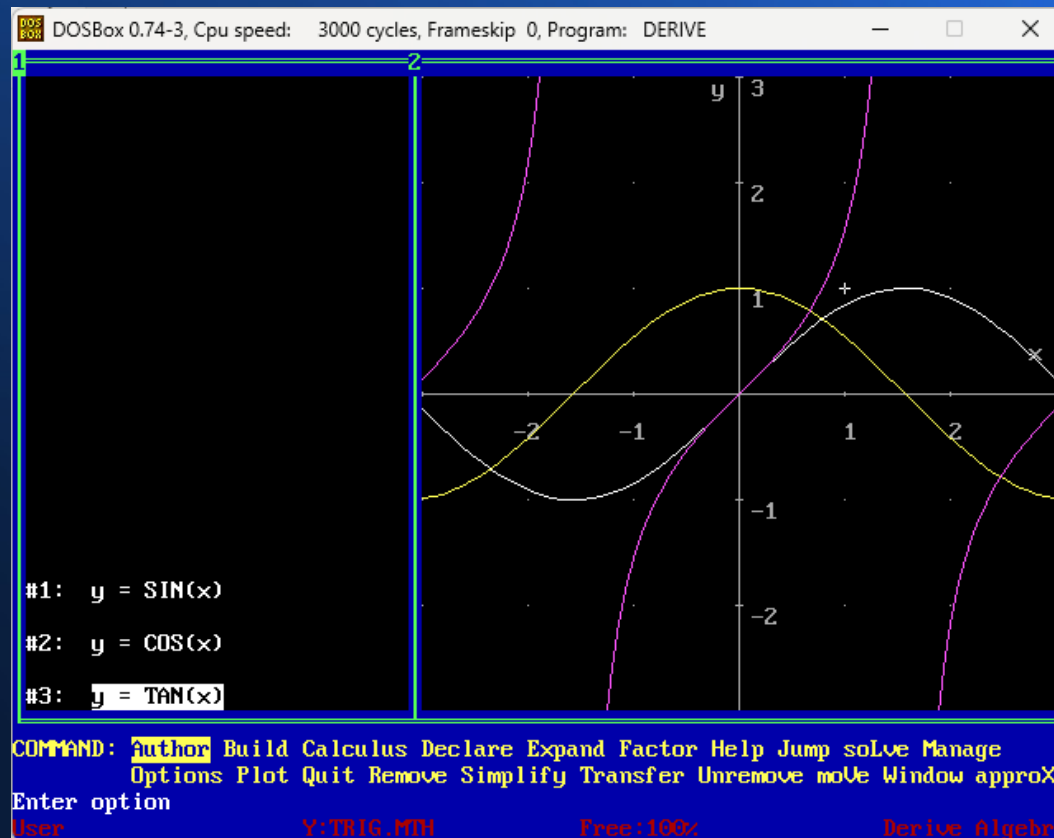 DOSBox 0.74-3, Cpu speed: 3000 cycles, Frameskip 0, Program: DERIVE
1 2
y 3
2
1
-2 -1 1 2
-1
-2
#1: y = SIN(x)
#2: y = COS(x)
#3: y = TAN(x)
COMMAND: Author Build Calculus Declare Expand Factor Help Jump soLve Manage
Options Plot Quit Remove Simplify Transfer Unremove moVe Window approX
Enter option
User Y:TRIG.MTH Free:100% Derive Algebr